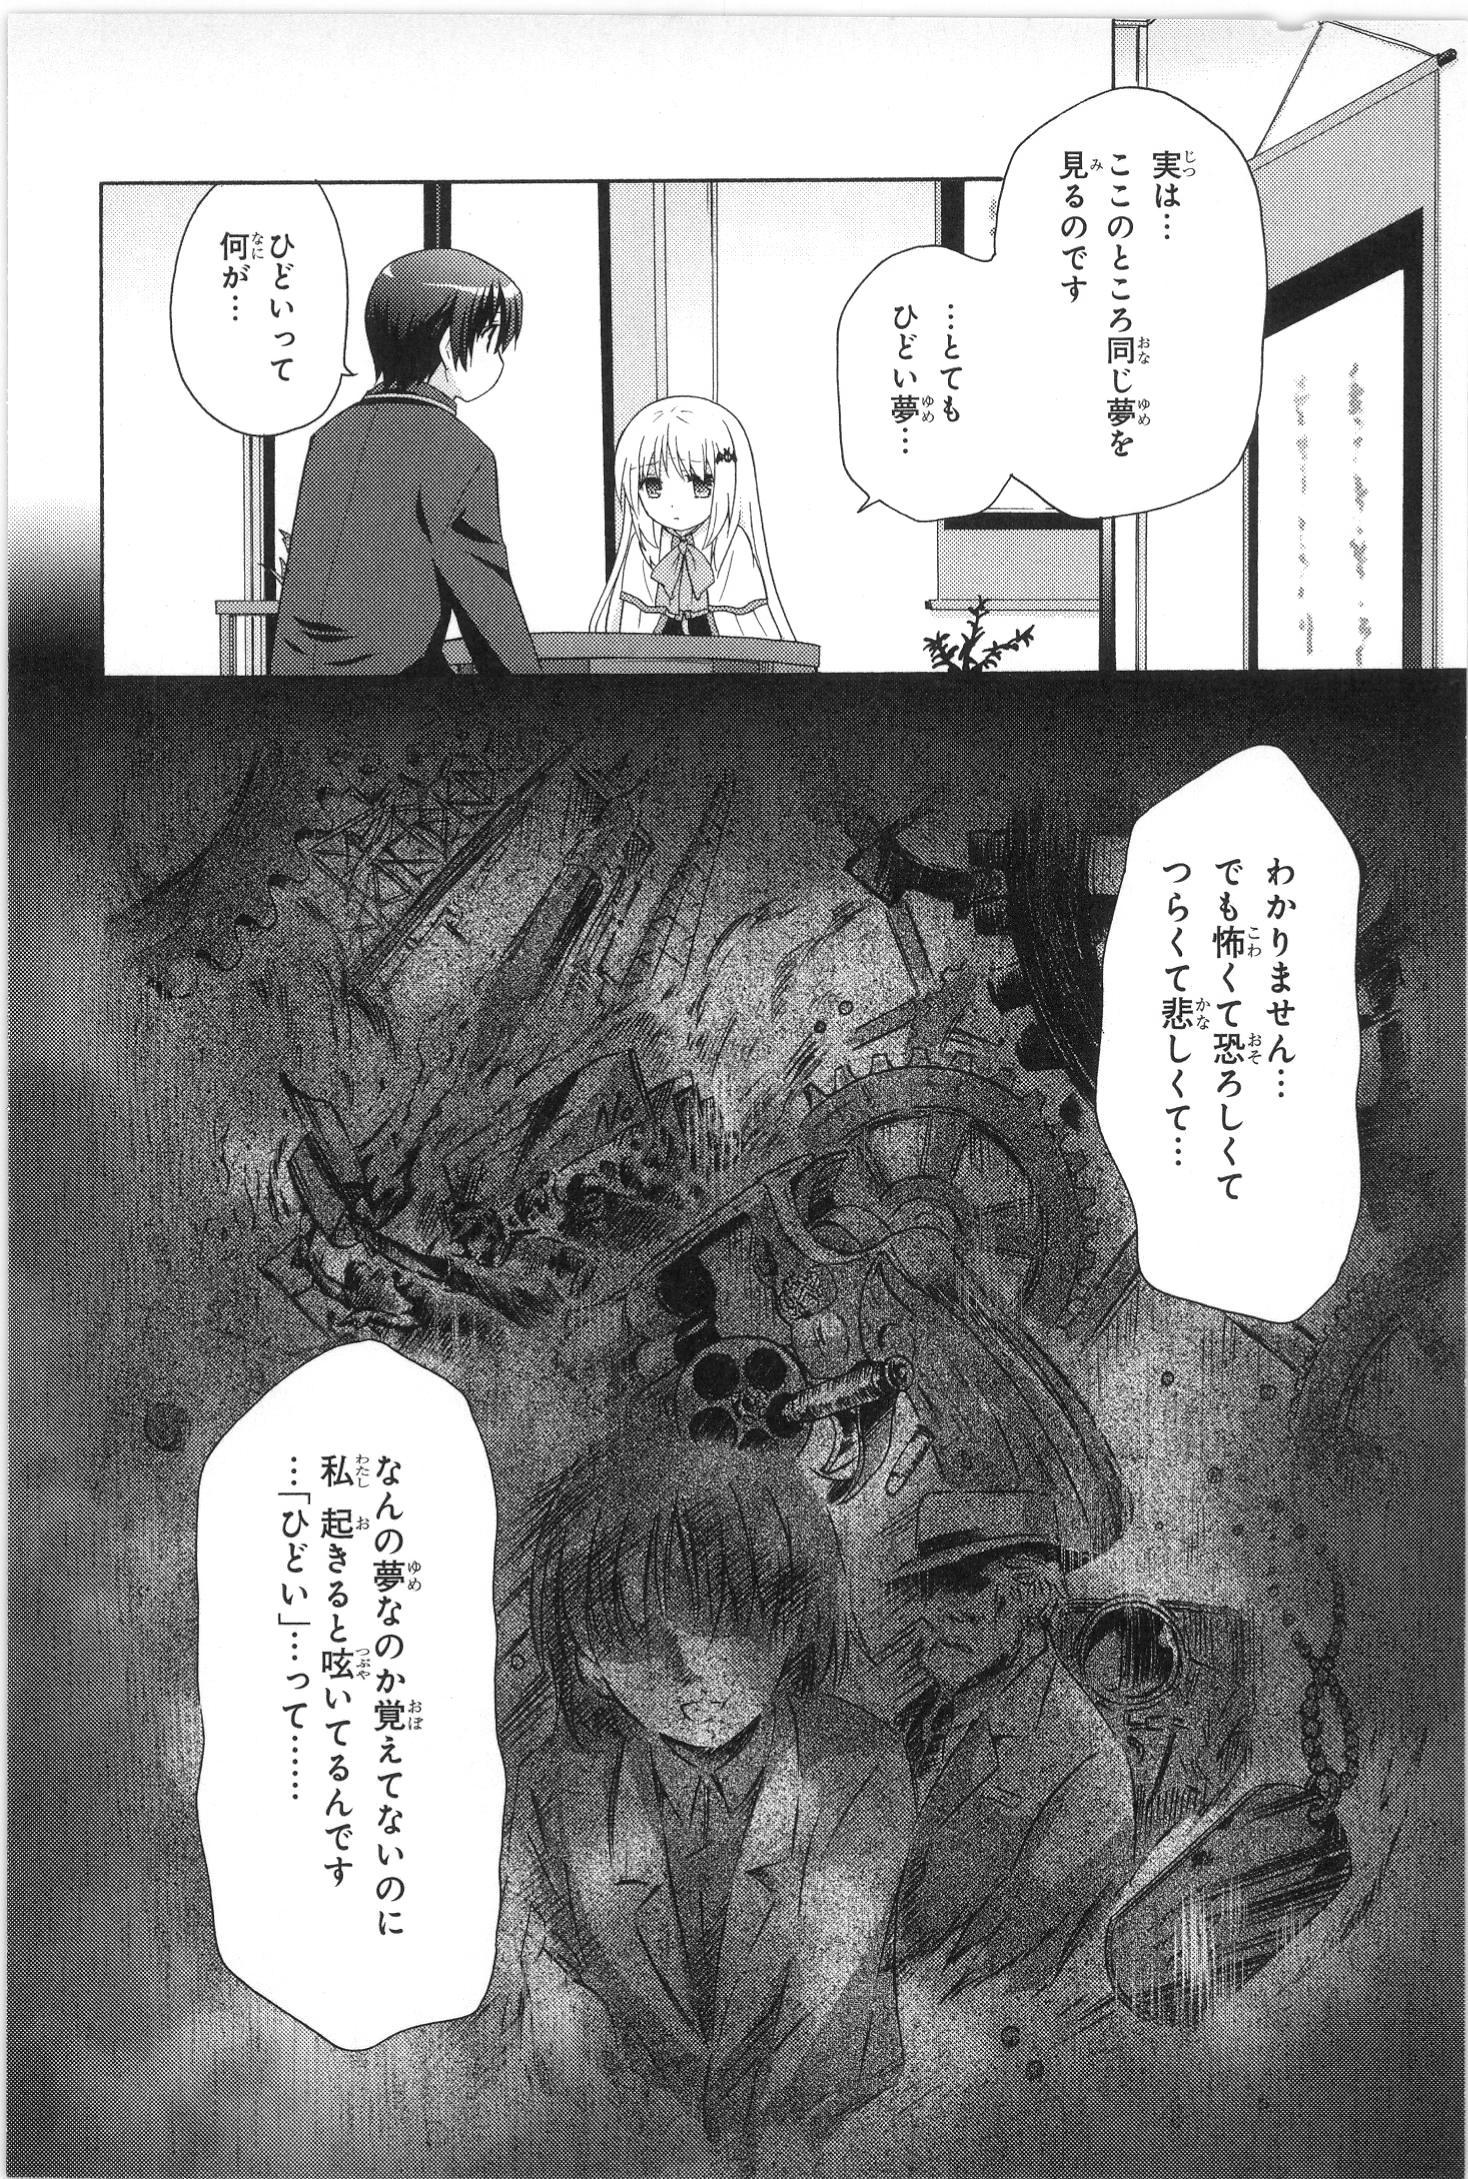 実は…
ここのところ同じ夢を
見るのです
…とても
ひどい夢…
ひどいって
何が…
わかりません…
でも怖くて恐ろしくて
つらくて悲しくて…
No
なんの夢なのか覚えてないのに
私 起きると呟いてるんです
…「ひどい」…って……